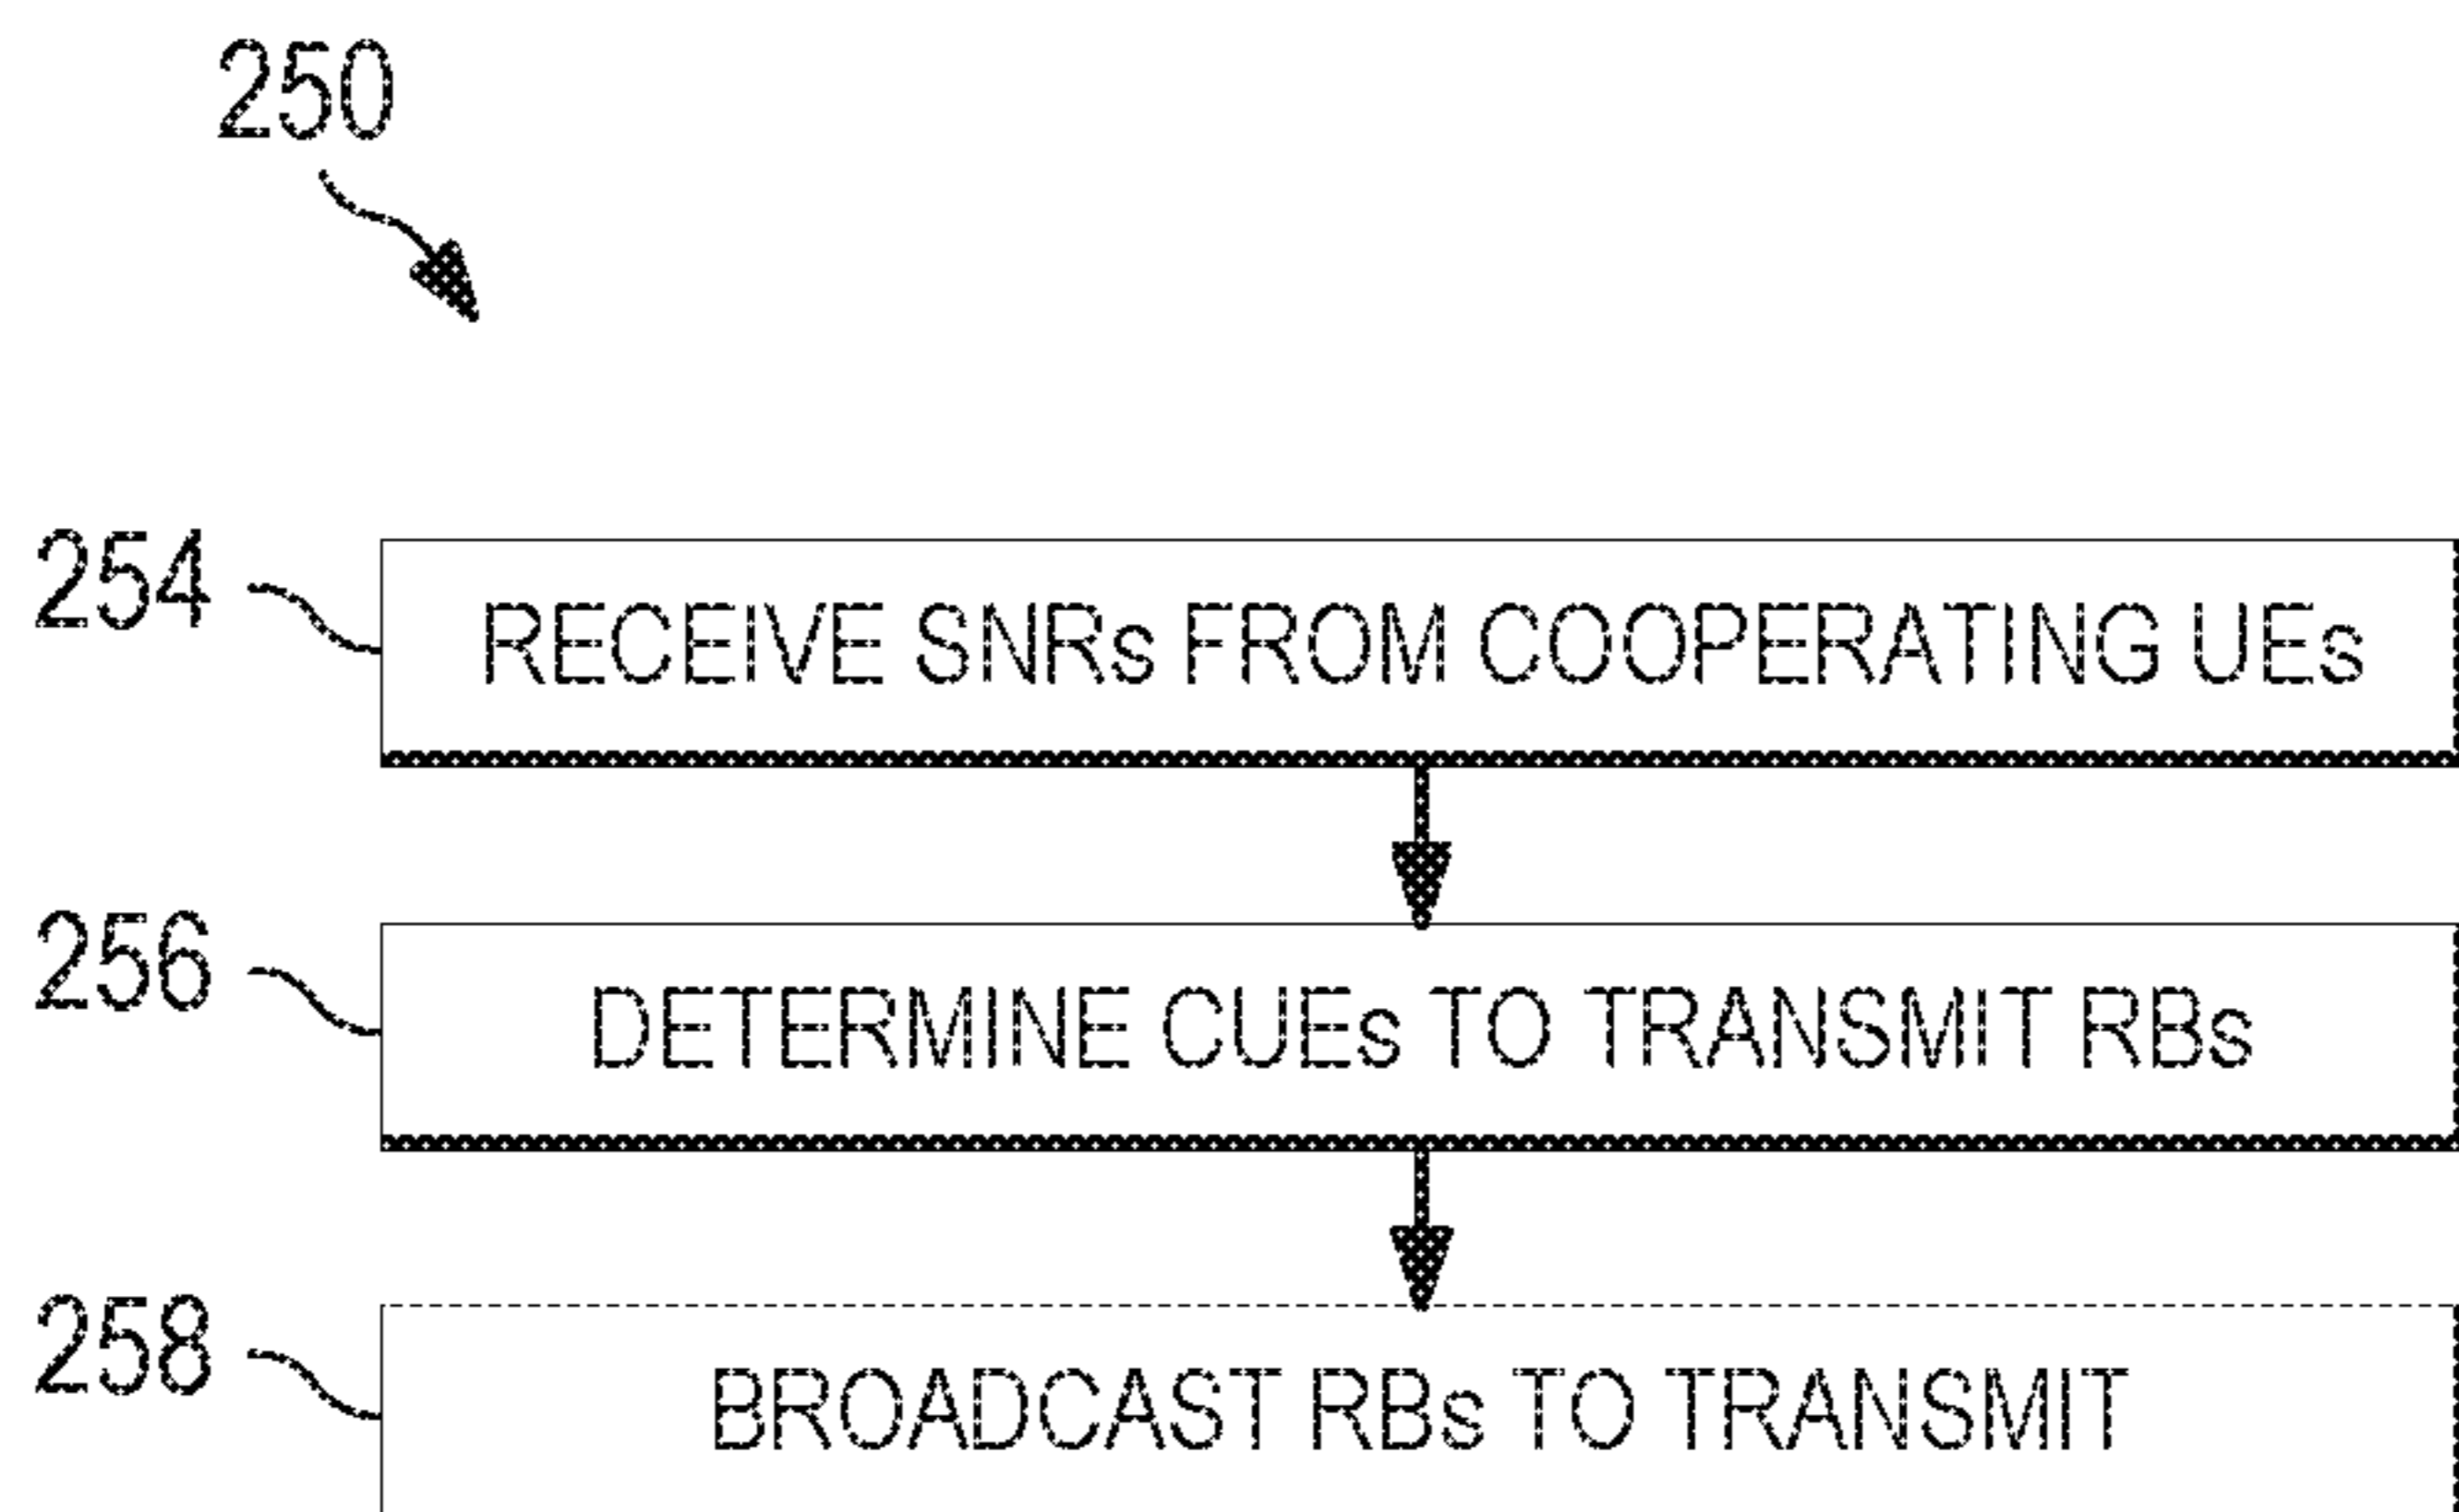 250
254
RECEIVE SNRs FROM COOPERATING UEs
256
DETERMINE CUEs TO TRANSMIT RBs
258
BROADCAST RBs TO TRANSMIT